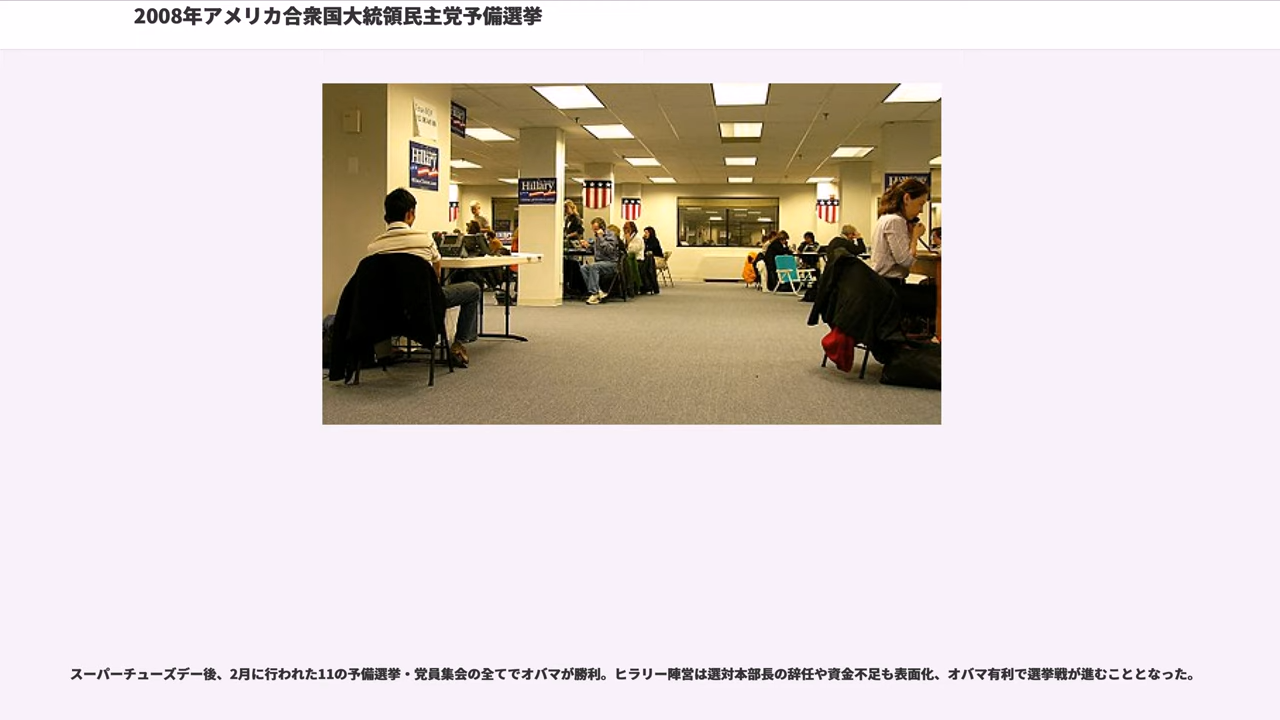 2008年アメリカ合衆国大統領民主党予備選挙
Hillary
Hillary
スーパーチューズデー後、2月に行われた11の予備選挙・党員集会の全てでオバマが勝利。ヒラリー陣営は選対本部長の辞任や資金不足も表面化、オバマ有利で選挙戦が進むこととなった。